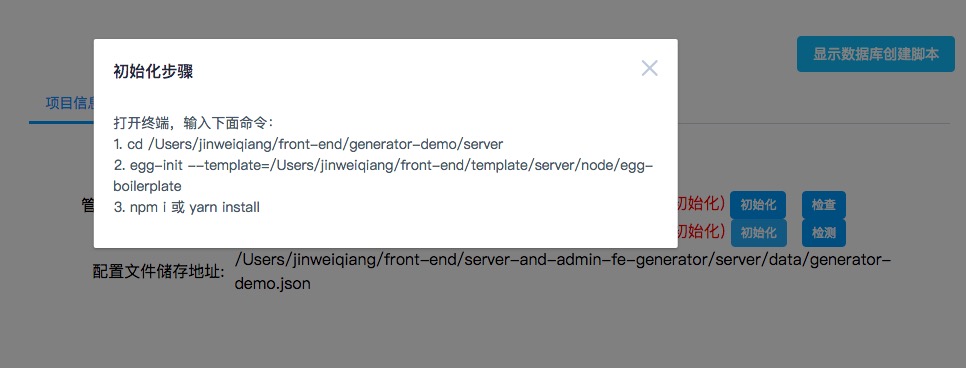 显示数据库创建脚本
初始化步骤
项目信息
打开终端，输入下面命令：
1. cd /Users/jinweiqiang/front-end/generator-demo/server
2. egg-init --template=/Users/jinweiqiang/front-end/template/server/node/egg-
boilerplate
3. npm i 或 yarn install
管
初始化) 初始化 检查
初始化) 初始化 检测
配置文件储存地址: /Users/jinweiqiang/front-end/server-and-admin-fe-generator/server/data/generator-
demo.json